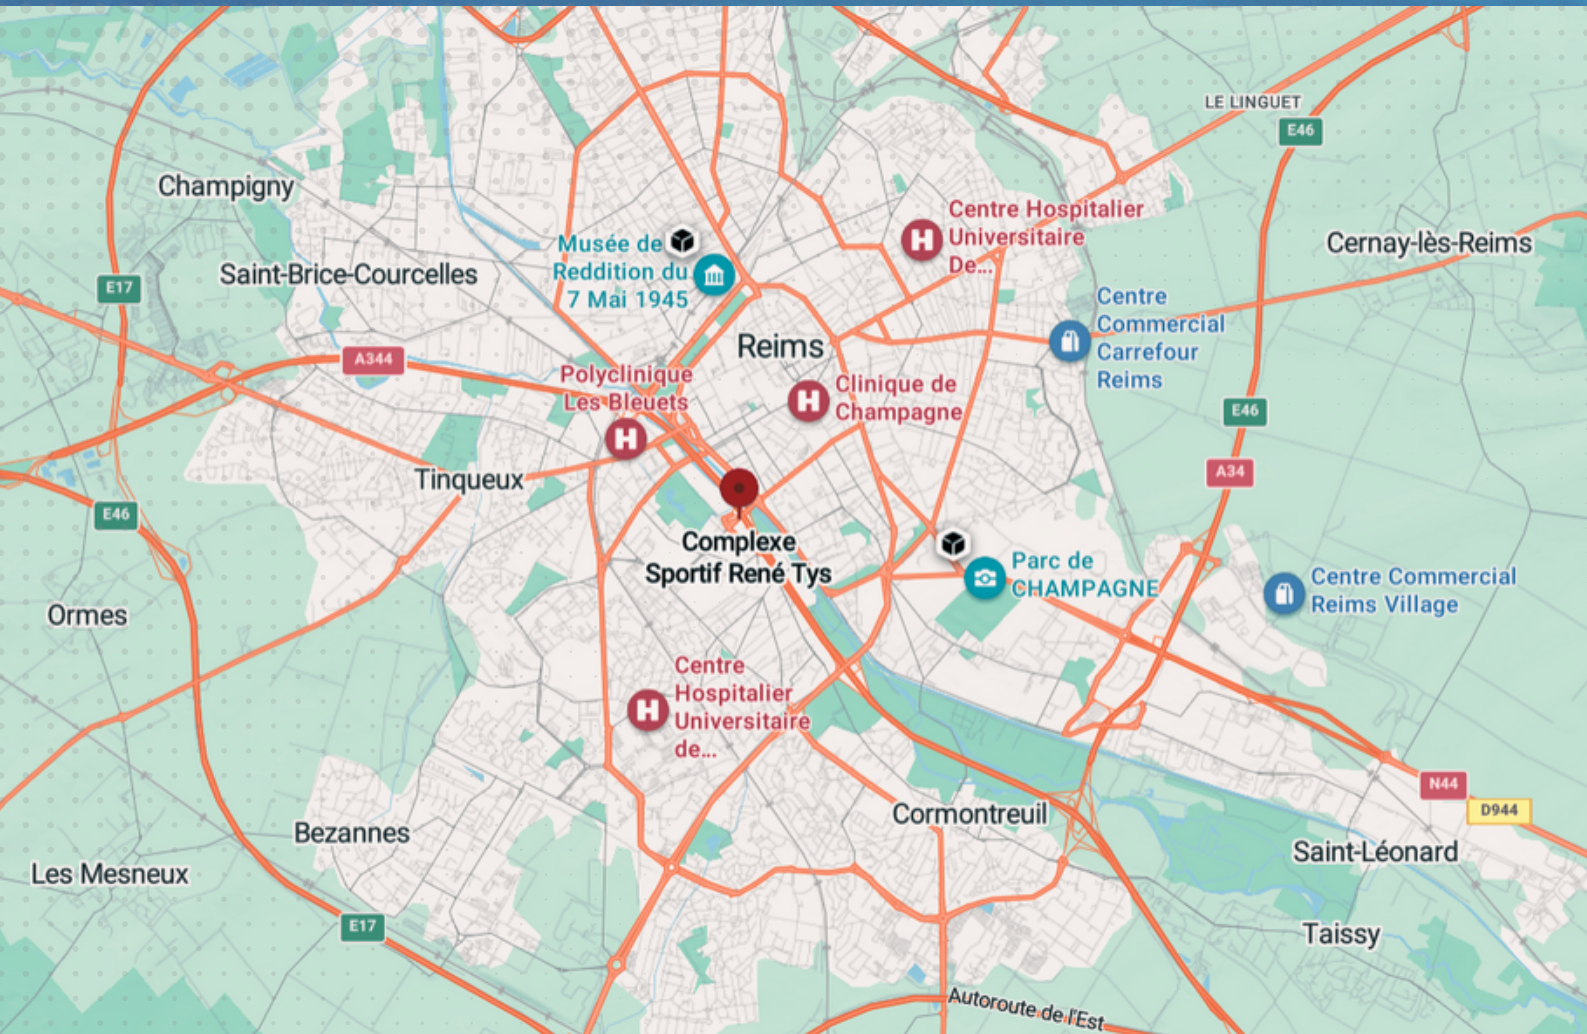 LE LINGUET
E46
Champigny
Centre Hospitalier
Universitaire
De...
Musée de
Reddition du
7 Mai 1945
Cernay-lès-Reims
Saint-Brice-Courcelles
E17
Centre
Commercial
Carrefour
Reims
Reims
A344
Polyclinique
Les Bleuets
Clinique de
Champagne
E46
Tinqueux
A34
E46
Complexe
Sportif René Tys
Parc de
CHAMPAGNE
Centre Commercial
Reims Village
Ormes
Centre
Hospitalier
Universitaire
de...
N44
D944
Cormontreuil
Bezannes
Saint-Léonard
Les Mesneux
E17
Taissy
Autoroute de l'Est